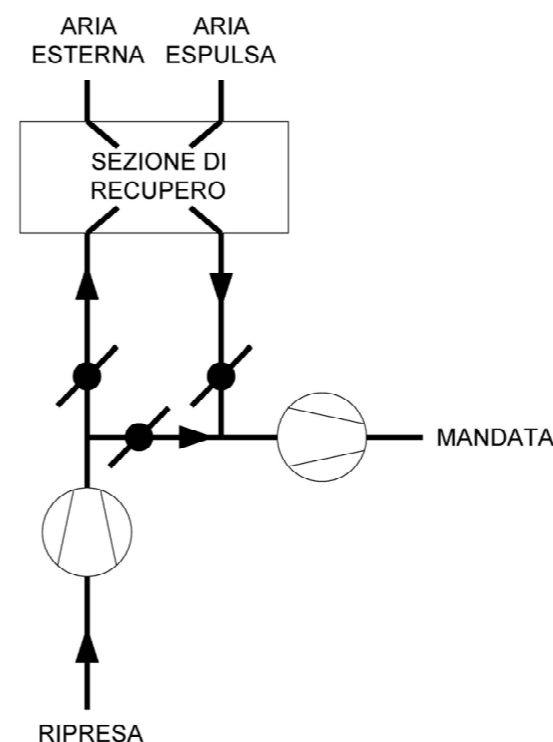 ARIA
ESTERNA
ARIA
ESPULSA
SEZIONE DI
RECUPERO
MANDATA
RIPRESA